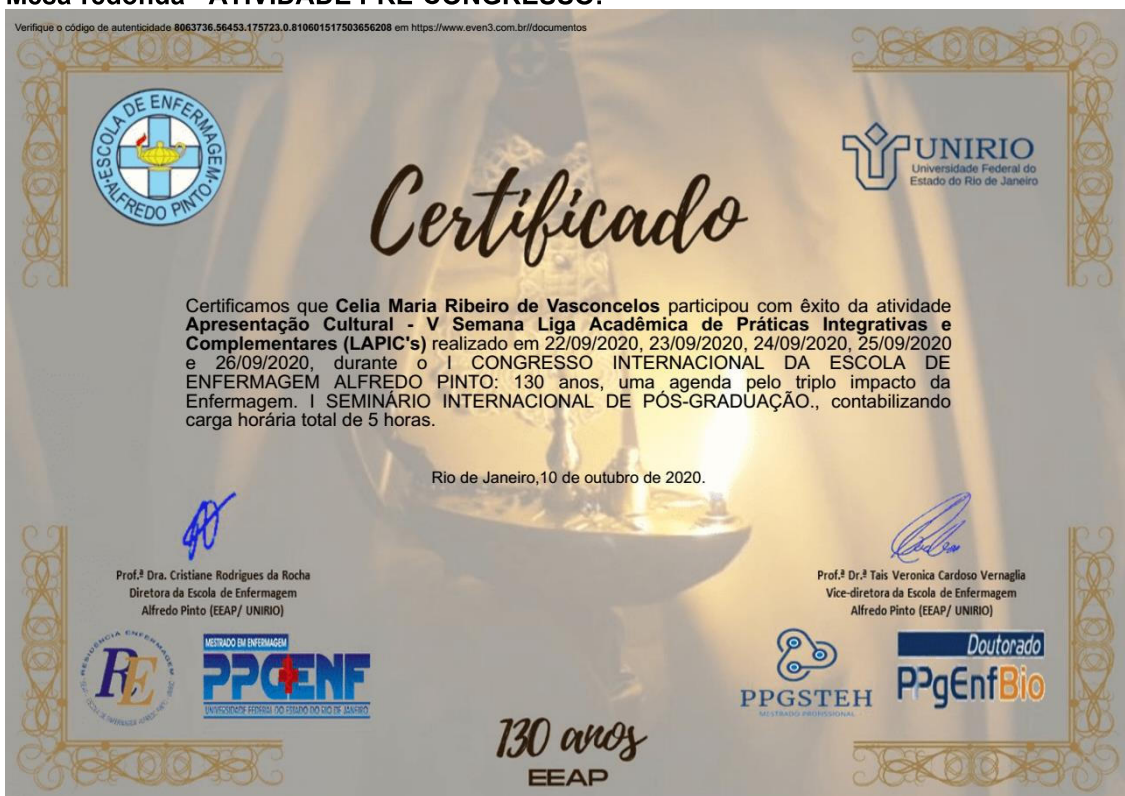 Mesa redonda - ATIVIDADE PRÉ-CONGRESSO:
Verifique o código de autenticidade 8063736.56453.175723.0.810601517503656208 em https://www.even3.com.br//documentos
ESCOLA DE ENFERMAGEM
ALFREDO PINTO
UNIRIO
Universidade Federal do
Estado do Rio de Janeiro
Certificado
Certificamos que Celia Maria Ribeiro de Vasconcelos participou com êxito da atividade
Apresentação Cultural - V Semana Liga Acadêmica de Práticas Integrativas e
Complementares (LAPIC's) realizado em 22/09/2020, 23/09/2020, 24/09/2020, 25/09/2020
e 26/09/2020, durante o I CONGRESSO INTERNACIONAL DA ESCOLA DE
ENFERMAGEM ALFREDO PINTO: 130 anos, uma agenda pelo triplo impacto da
Enfermagem. I SEMINÁRIO INTERNACIONAL DE PÓS-GRADUAÇÃO., contabilizando
carga horária total de 5 horas.
Rio de Janeiro,10 de outubro de 2020.
Prof.ª Dra. Cristiane Rodrigues da Rocha
Diretora da Escola de Enfermagem
Alfredo Pinto (EEAP/ UNIRIO)
Prof.ª Dr.ª Tais Veronica Cardoso Vernaglia
Vice-diretora da Escola de Enfermagem
Alfredo Pinto (EEAP/ UNIRIO)
RESIDÊNCIA ENFERMAGEM
RE
MESTRADO EM ENFERMAGEM
PPGENF
UNIVERSIDADE FEDERAL DO ESTADO DO RIO DE JANEIRO
PPGSTEH
MESTRADO PROFISSIONAL
Doutorado
PPgEnfBio
130 anos
EEAP